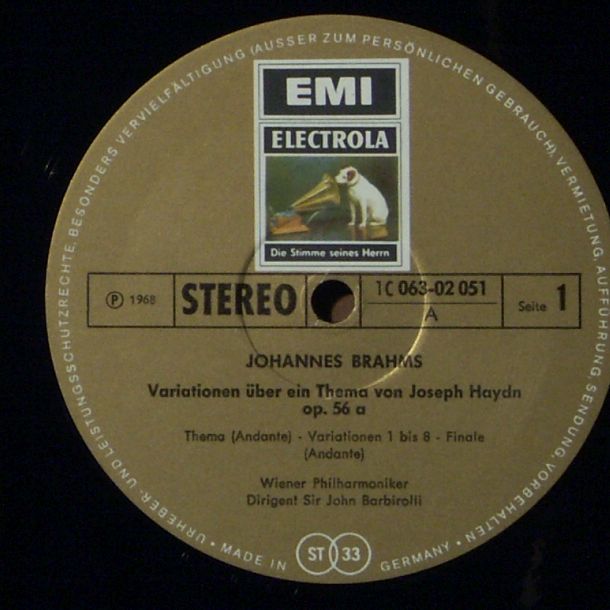 URHEBER- UND LEISTUNGSSCHUTZRECHTE, BESONDERS VERVIELFÄLTIGUNG (AUSSER ZUM PERSÖNLICHEN GEBRAUCH), VERMIETUNG, AUFFÜHRUNG, SENDUNG, VORBEHALTEN
EMI
ELECTROLA
Die Stimme seines Herrn
℗ 1968
STEREO
1C 063-02 051
A
Seite 1
JOHANNES BRAHMS
Variationen über ein Thema von Joseph Haydn
op. 56 a
Thema (Andante) - Variationen 1 bis 8 - Finale
(Andante)
Wiener Philharmoniker
Dirigent Sir John Barbirolli
• MADE IN ST 33 GERMANY •